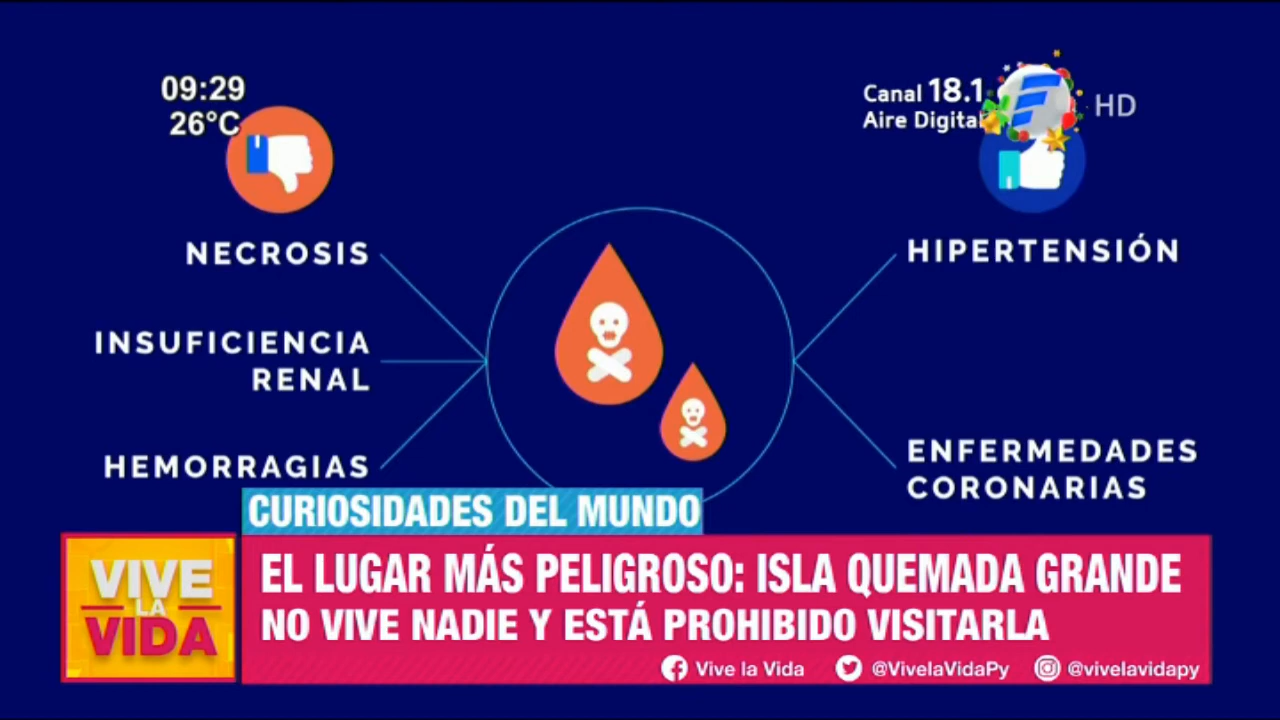 09:29
26°C
Canal 18.1
Aire Digital
HD
NECROSIS
INSUFICIENCIA
RENAL
HEMORRAGIAS
HIPERTENSIÓN
ENFERMEDADES
CORONARIAS
CURIOSIDADES DEL MUNDO
VIVE
LA
VIDA
EL LUGAR MÁS PELIGROSO: ISLA QUEMADA GRANDE
NO VIVE NADIE Y ESTÁ PROHIBIDO VISITARLA
Vive la Vida @VivelaVidaPy @vivelavidapy